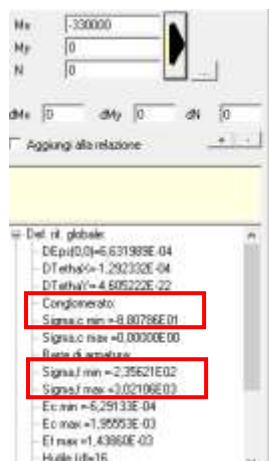 Mx -330000
My 0
N 0
...
dMx 0 dMy 0 dN 0
Aggiungi alla relazione + -
Def. rif. globale:
DEpsi(0,0)=6,631989E-04
DTethaX=-1,292332E-04
DTethaY=-4,605222E-22
Conglomerato:
Sigma,c min =-8,80786E01
Sigma,c max =0,00000E00
Barre di armatura:
Sigma,f min =-2,35621E02
Sigma,f max =3,02106E03
Ec min =-6,29133E-04
Ec max =1,95553E-03
Ef max =1,43860E-03